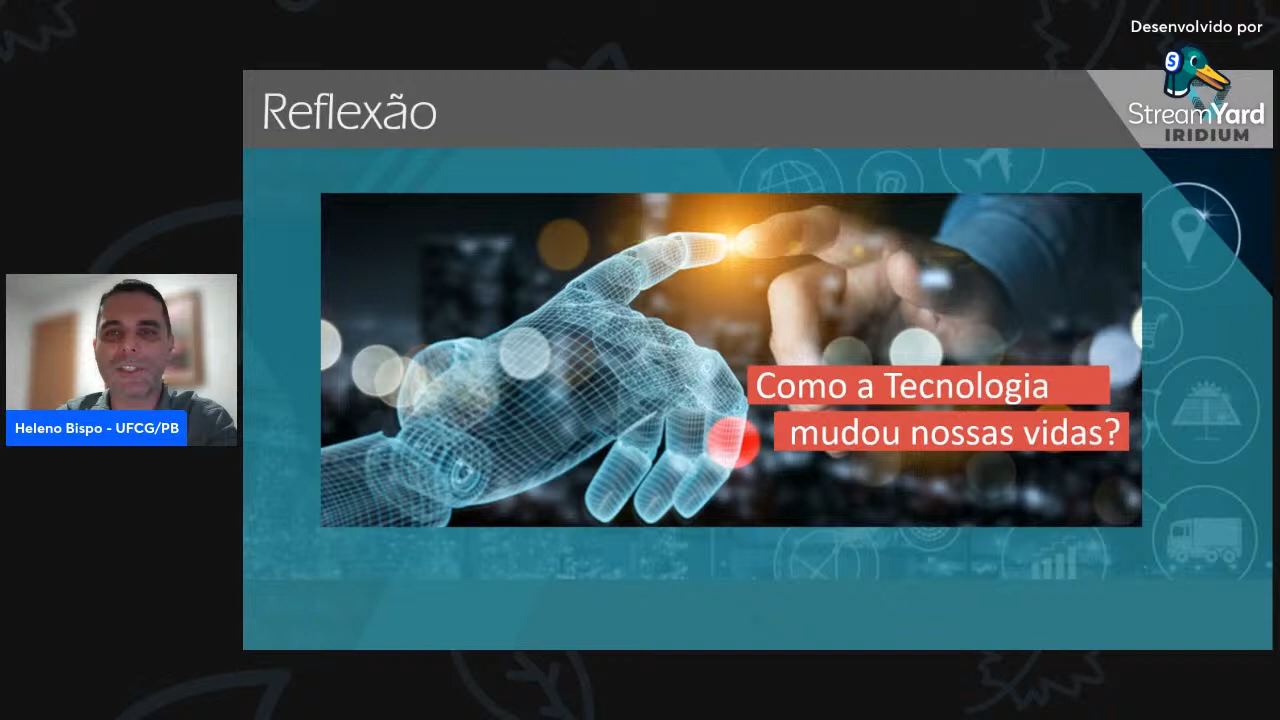 Desenvolvido por
S
StreamYard
IRIDIUM
Reflexão
Como a Tecnologia
mudou nossas vidas?
Heleno Bispo - UFCG/PB